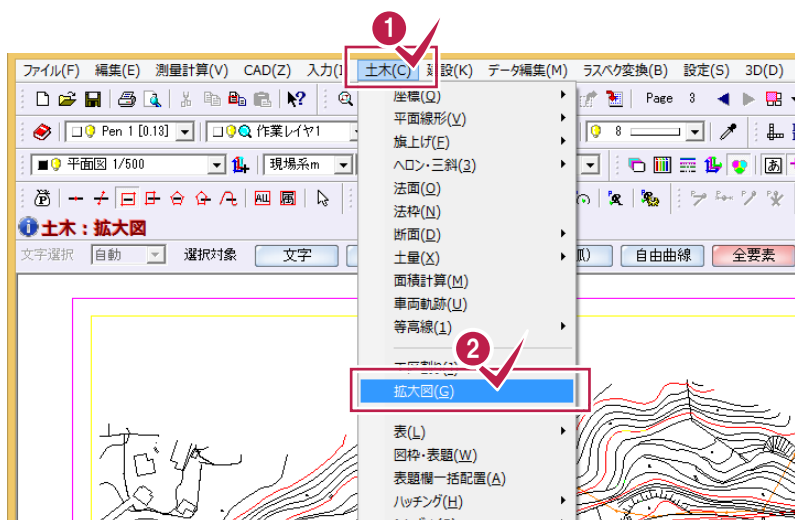 1
ファイル(F) 編集(E) 測量計算(V) CAD(Z) 入力(I 土木(C) 建設(K) データ編集(M) ラスベク変換(B) 設定(S) 3D(D)
Page 3
Pen 1 [0.13] 作業レイヤ1 8
平面図 1/500 現場系m あ
ALL 属
土木：拡大図
文字選択 自動 選択対象 文字 自由曲線 全要素
座標(O)
平面線形(V)
旗上げ(F)
ヘロン・三斜(3)
法面(O)
法枠(N)
断面(D)
土量(X)
面積計算(M)
車両軌跡(U)
等高線(1)
2
拡大図(G)
表(L)
図枠・表題(W)
表題欄一括配置(A)
ハッチング(H)